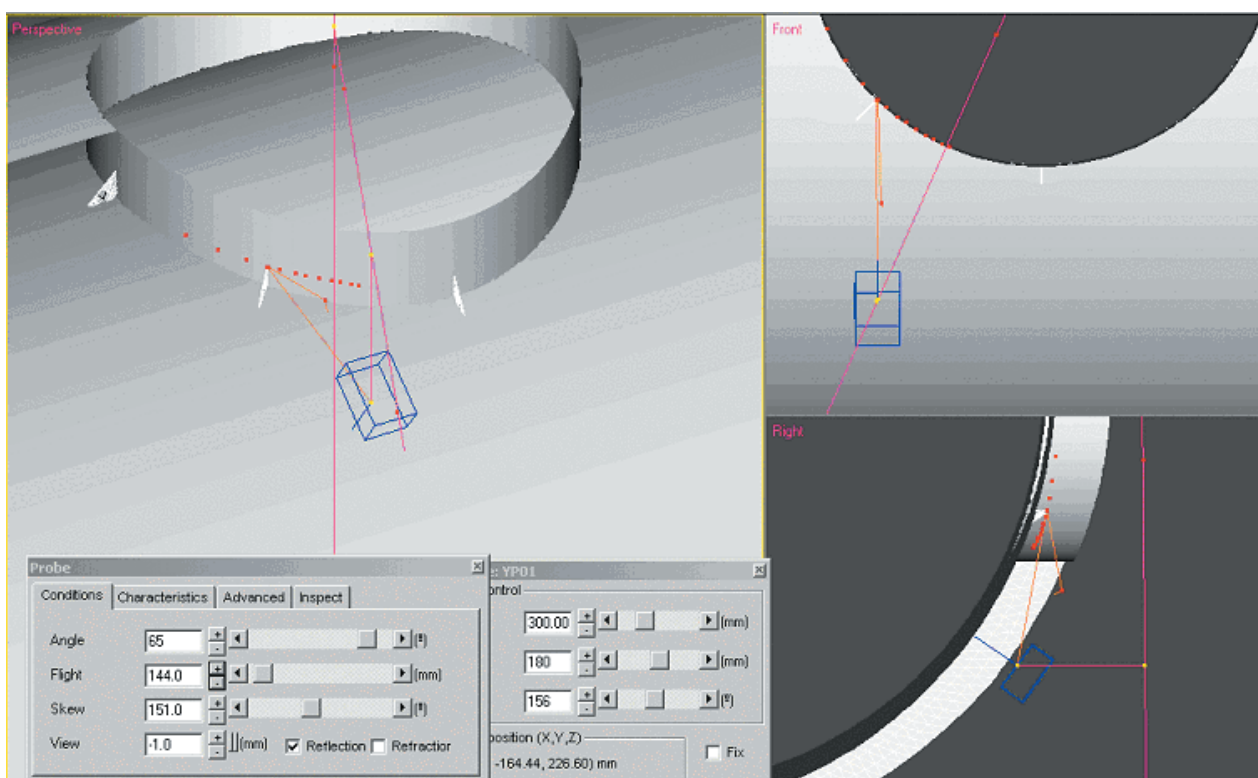 Perspective
Front
Right
Probe
Conditions Characteristics Advanced Inspect
Angle 65 (º)
Flight 144.0 (mm)
Skew 151.0 (º)
View -1.0 (mm) Reflection Refractior
e: YP01
ontrol
300.00 (mm)
180 (mm)
156 (º)
osition (X,Y,Z)
-164.44, 226.60) mm
Fix